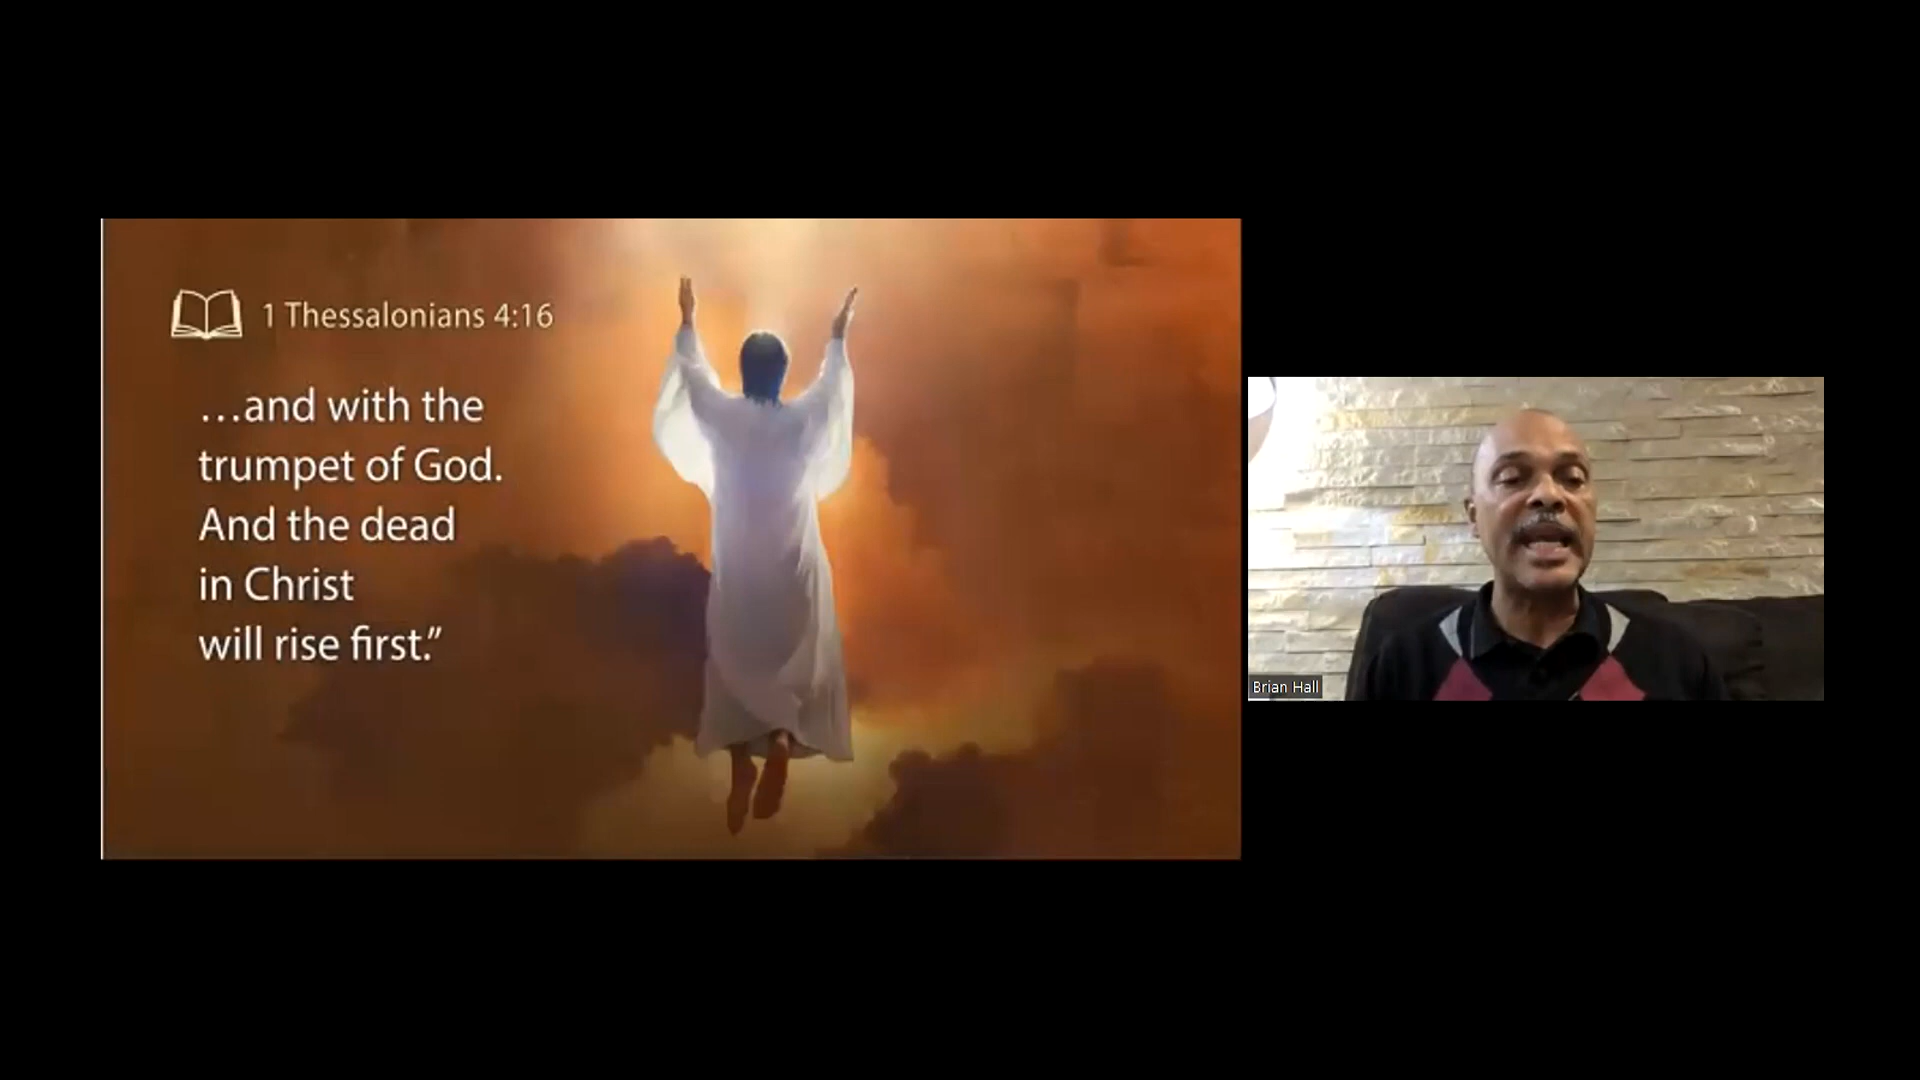 1 Thessalonians 4:16
…and with the
trumpet of God.
And the dead
in Christ
will rise first.”
Brian Hall